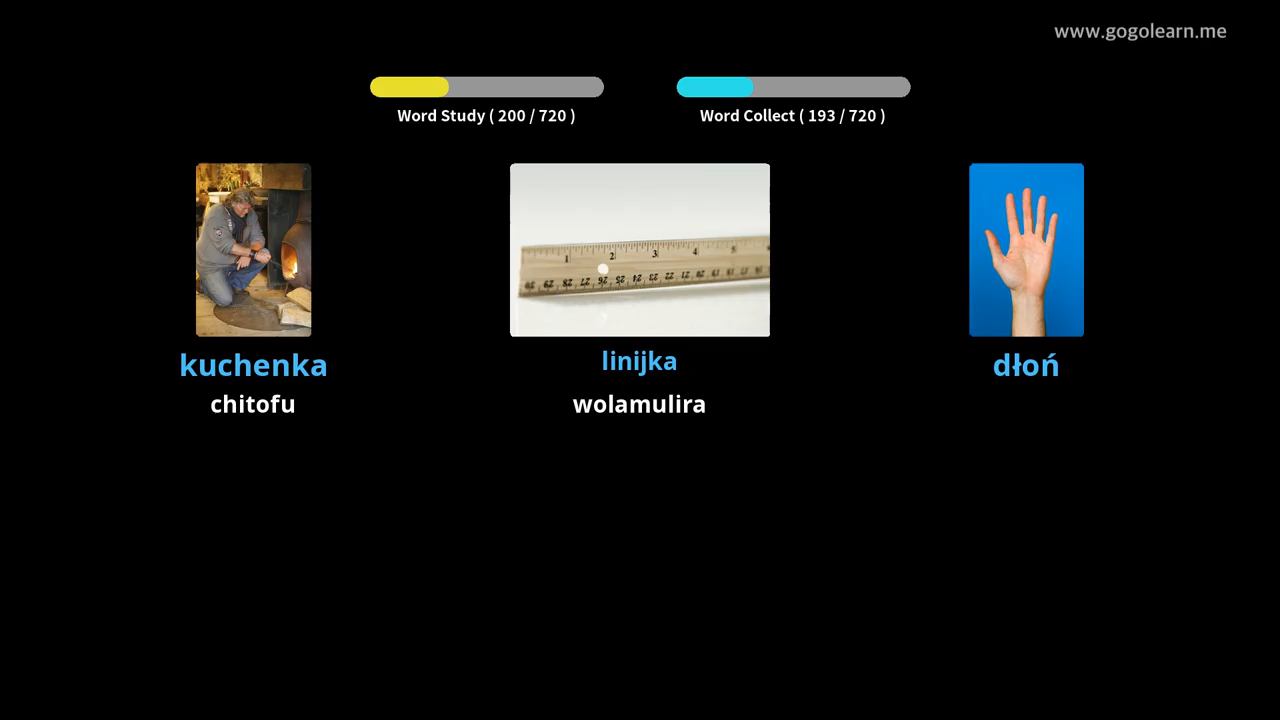 www.gogolearn.me
Word Study ( 200 / 720 )
Word Collect ( 193 / 720 )
kuchenka
chitofu
linijka
wolamulira
dłoń